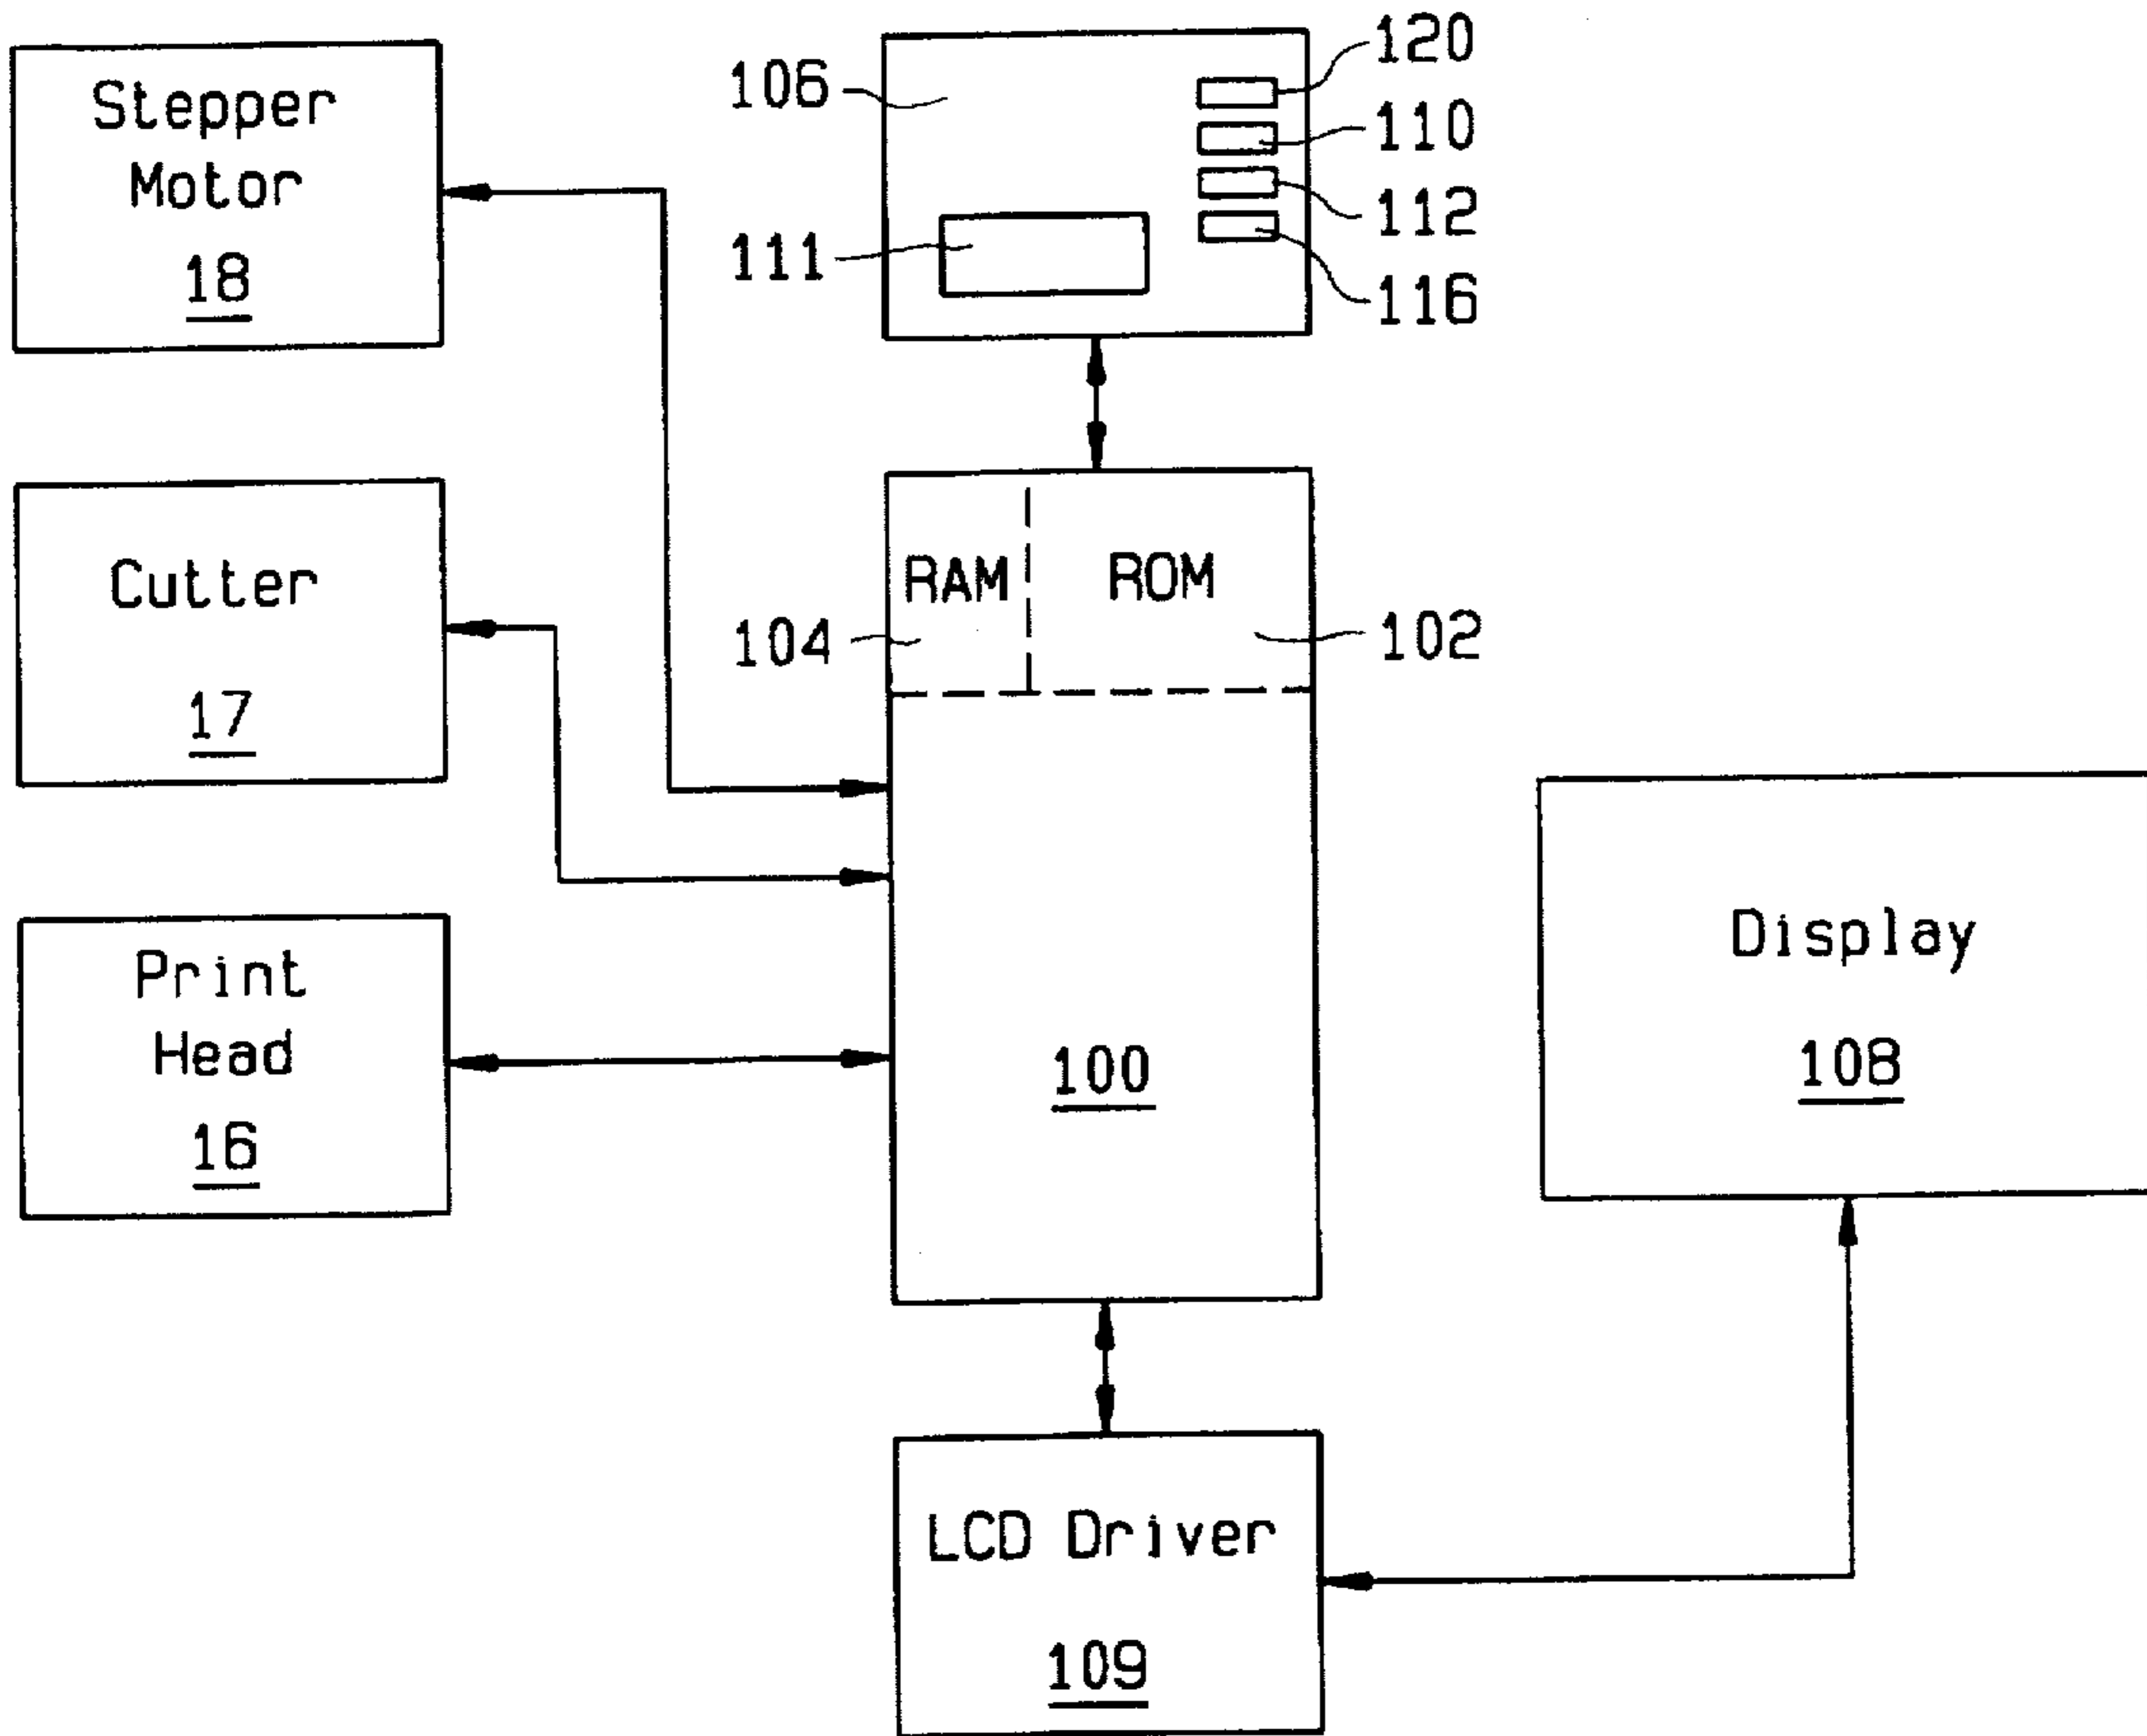 Stepper
Motor
18
106
111
120
110
112
116
Cutter
17
RAM
ROM
104
102
Print
Head
16
100
Display
108
LCD Driver
109